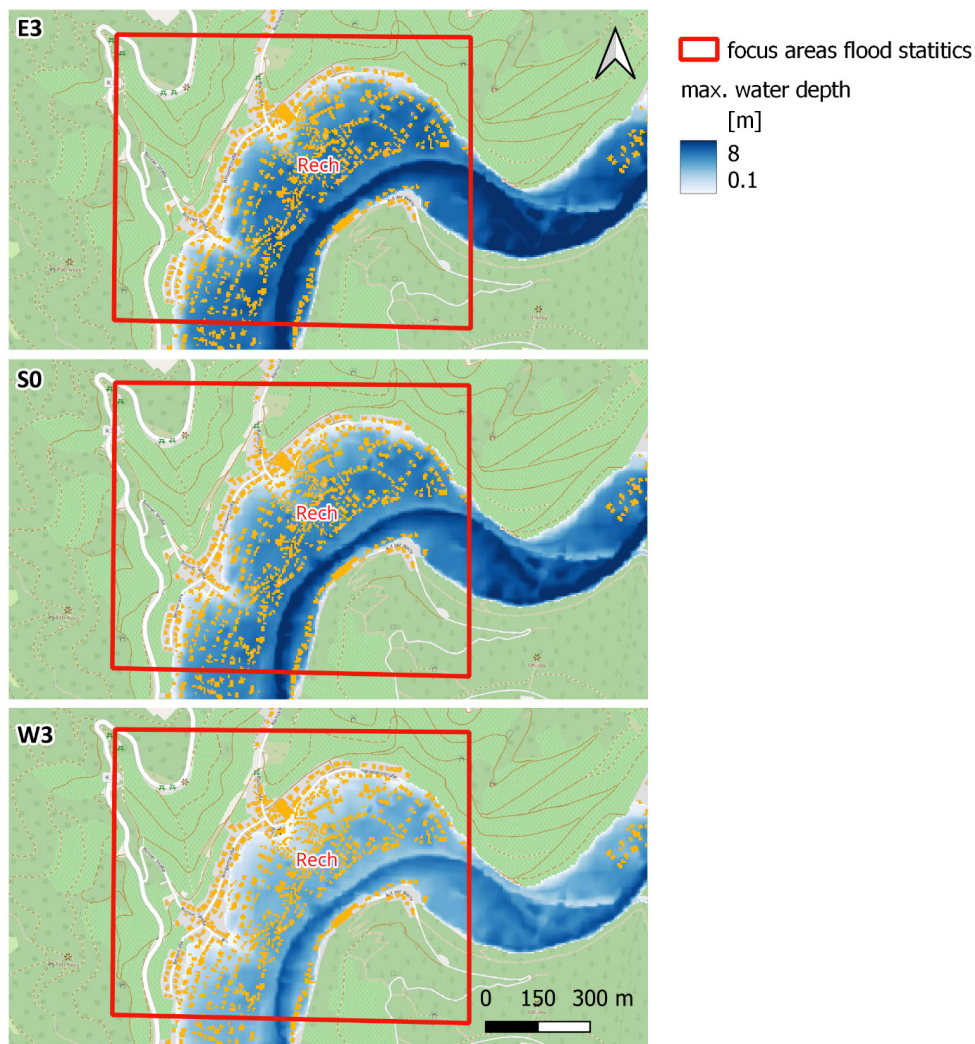 E3
focus areas flood statitics
max. water depth
[m]
8
0.1
Rech
S0
Rech
W3
Rech
0 150 300 m